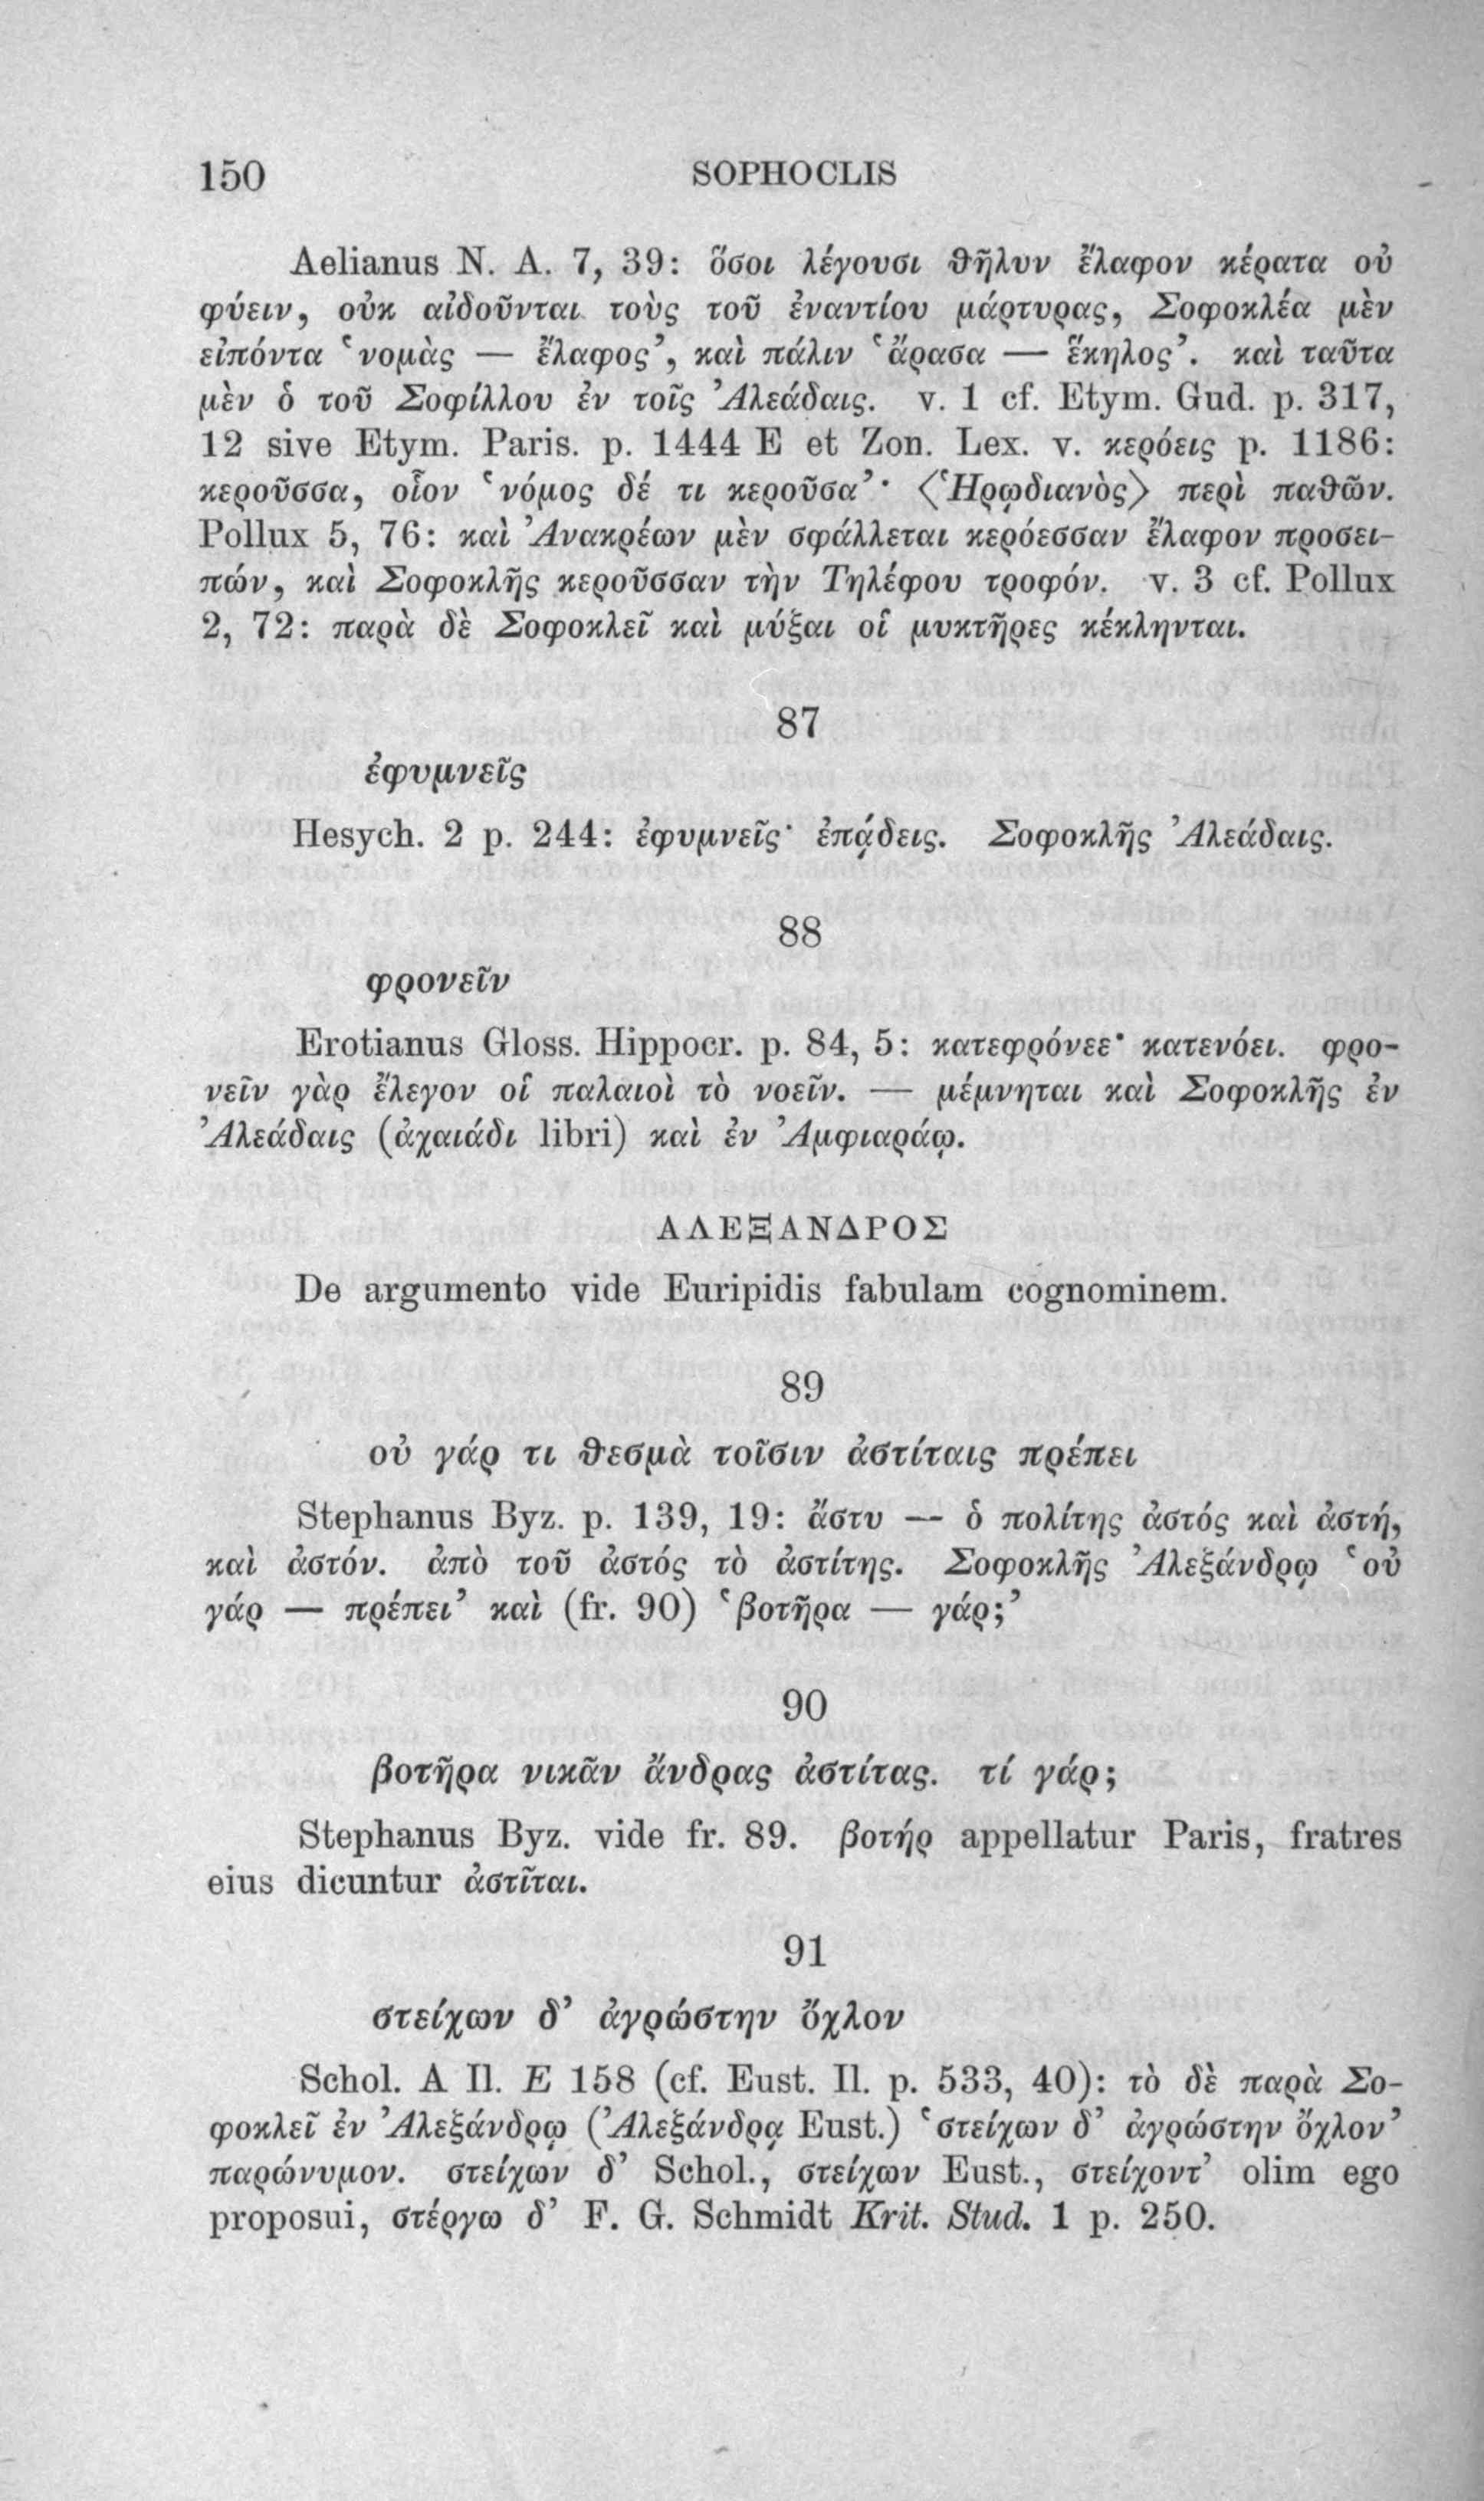 150 SOPHOCLIS
Aelianus N. A. 7, 39: ὅσοι λέγουσι θῆλυν ἔλαφον κέρατα οὐ
φύειν, οὐκ αἰδοῦνται τοὺς τοῦ ἐναντίου μάρτυρας, Σοφοκλέα μὲν
εἰπόντα ‘νομὰς — ἔλαφος’, καὶ πάλιν ‘ἄρασα — ἕκηλος’. καὶ ταῦτα
μὲν ὁ τοῦ Σοφίλλου ἐν τοῖς Ἀλεάδαις. v. 1 cf. Etym. Gud. p. 317,
12 sive Etym. Paris. p. 1444 E et Zon. Lex. v. κερόεις p. 1186:
κεροῦσσα, οἷον ‘νόμος δέ τι κεροῦσα’· ⟨Ἡρῳδιανὸς⟩ περὶ παθῶν.
Pollux 5, 76: καὶ Ἀνακρέων μὲν σφάλλεται κερόεσσαν ἔλαφον προσει-
πών, καὶ Σοφοκλῆς κεροῦσσαν τὴν Τηλέφου τροφόν. v. 3 cf. Pollux
2, 72: παρὰ δὲ Σοφοκλεῖ καὶ μύξαι οἱ μυκτῆρες κέκληνται.
87
ἐφυμνεῖς
Hesych. 2 p. 244: ἐφυμνεῖς· ἐπᾴδεις. Σοφοκλῆς Ἀλεάδαις.
88
φρονεῖν
Erotianus Gloss. Hippocr. p. 84, 5: κατεφρόνεε· κατενόει. φρο-
νεῖν γὰρ ἔλεγον οἱ παλαιοὶ τὸ νοεῖν. — μέμνηται καὶ Σοφοκλῆς ἐν
Ἀλεάδαις (ἀχαιάδι libri) καὶ ἐν Ἀμφιαράῳ.
ΑΛΕΞΑΝΔΡΟΣ
De argumento vide Euripidis fabulam cognominem.
89
οὐ γάρ τι θεσμὰ τοῖσιν ἀστίταις πρέπει
Stephanus Byz. p. 139, 19: ἄστυ — ὁ πολίτης ἀστός καὶ ἀστή,
καὶ ἀστόν. ἀπὸ τοῦ ἀστός τὸ ἀστίτης. Σοφοκλῆς Ἀλεξάνδρῳ ‘οὐ
γάρ — πρέπει’ καὶ (fr. 90) ‘βοτῆρα — γάρ;’
90
βοτῆρα νικᾶν ἄνδρας ἀστίτας. τί γάρ;
Stephanus Byz. vide fr. 89. βοτήρ appellatur Paris, fratres
eius dicuntur ἀστῖται.
91
στείχων δ’ ἀγρώστην ὄχλον
Schol. A Il. E 158 (cf. Eust. Il. p. 533, 40): τὸ δὲ παρὰ Σο-
φοκλεῖ ἐν Ἀλεξάνδρῳ (Ἀλεξάνδρᾳ Eust.) ‘στείχων δ’ ἀγρώστην ὄχλον’
παρώνυμον. στείχων δ’ Schol., στείχων Eust., στείχοντ’ olim ego
proposui, στέργω δ’ F. G. Schmidt Krit. Stud. 1 p. 250.